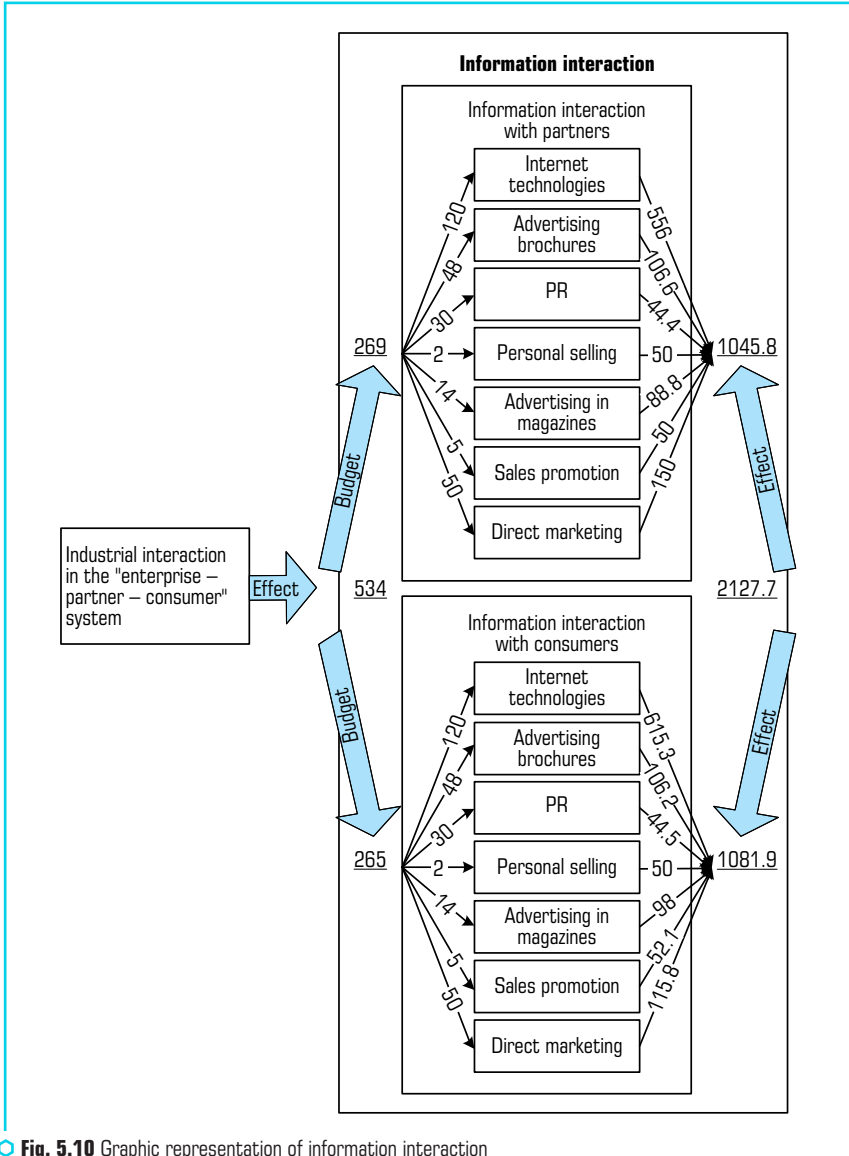 Information interaction
Information interaction
with partners
Internet
technologies
Advertising
brochures
PR
Personal selling
Advertising in
magazines
Sales promotion
Direct marketing
120
48
30
2
14
5
50
556
106.6
44.4
50
88.8
50
150
269
1045.8
Budget
Effect
Industrial interaction
in the "enterprise –
partner – consumer"
system
Effect
534
2127.7
Information interaction
with consumers
Internet
technologies
Advertising
brochures
PR
Personal selling
Advertising in
magazines
Sales promotion
Direct marketing
120
48
30
2
14
5
50
615.3
106.2
44.5
50
98
52.1
115.8
Budget
Effect
265
1081.9
Fig. 5.10 Graphic representation of information interaction